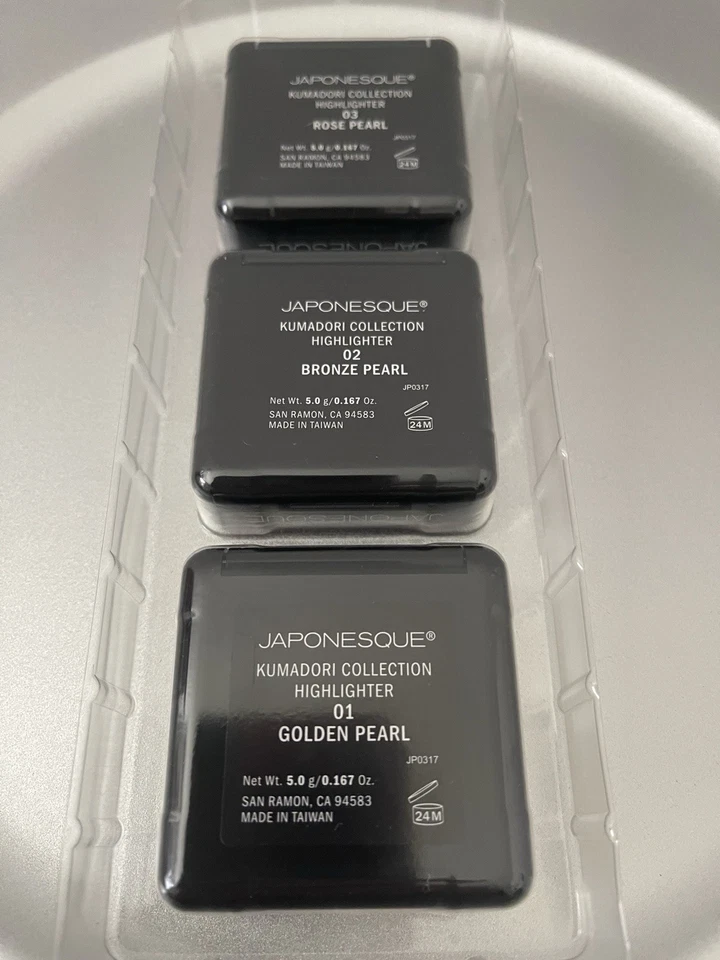 JAPONESQUE®
KUMADORI COLLECTION
HIGHLIGHTER
03
ROSE PEARL
JP0317
Net Wt. 5.0 g/0.167 Oz.
SAN RAMON, CA 94583
MADE IN TAIWAN
24M
JAPONESQUE
JAPONESQUE®
KUMADORI COLLECTION
HIGHLIGHTER
02
BRONZE PEARL
JP0317
Net Wt. 5.0 g/0.167 Oz.
SAN RAMON, CA 94583
MADE IN TAIWAN
24M
JAPONESQUE
JAPONESQUE®
KUMADORI COLLECTION
HIGHLIGHTER
01
GOLDEN PEARL
JP0317
Net Wt. 5.0 g/0.167 Oz.
SAN RAMON, CA 94583
MADE IN TAIWAN
24M